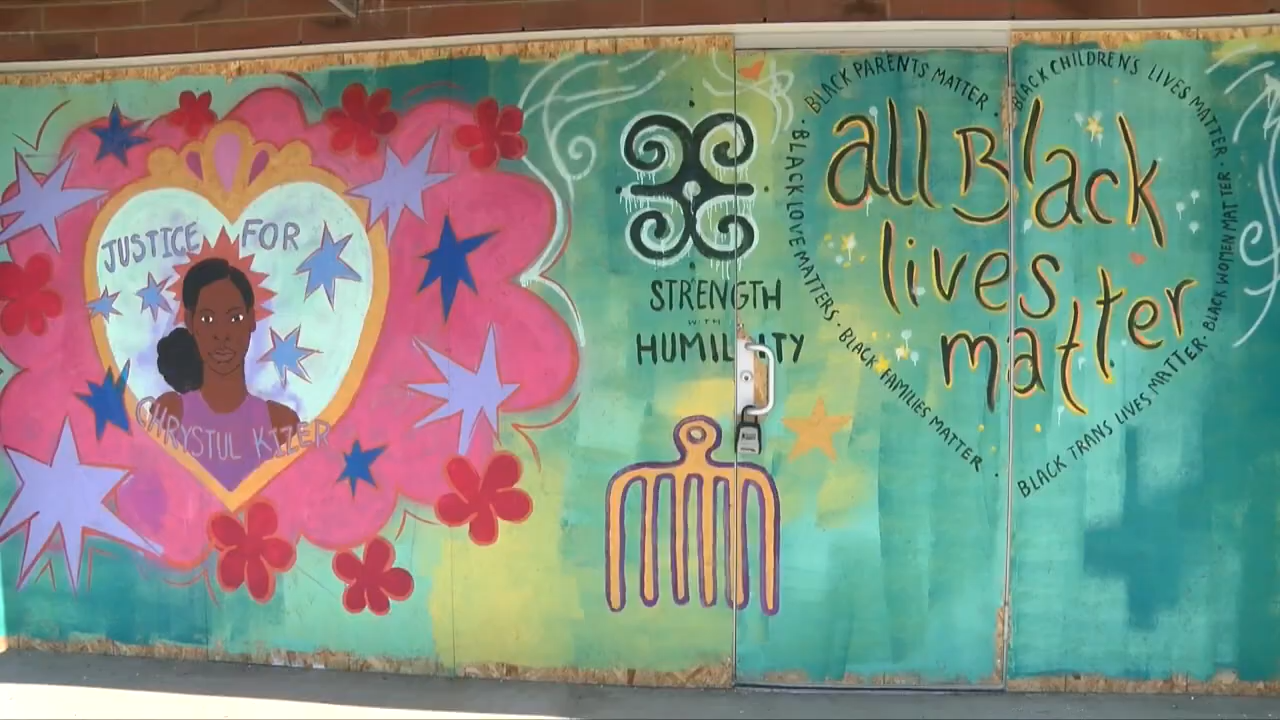 JUSTICE FOR
CHRYSTUL KIZER
STRENGTH
WITH
HUMILITY
all Black
lives
matter
BLACK PARENTS MATTER
BLACK CHILDREN'S LIVES MATTER
BLACK WOMEN MATTER
BLACK TRANS LIVES MATTER
BLACK FAMILIES MATTER
BLACK LOVE MATTERS